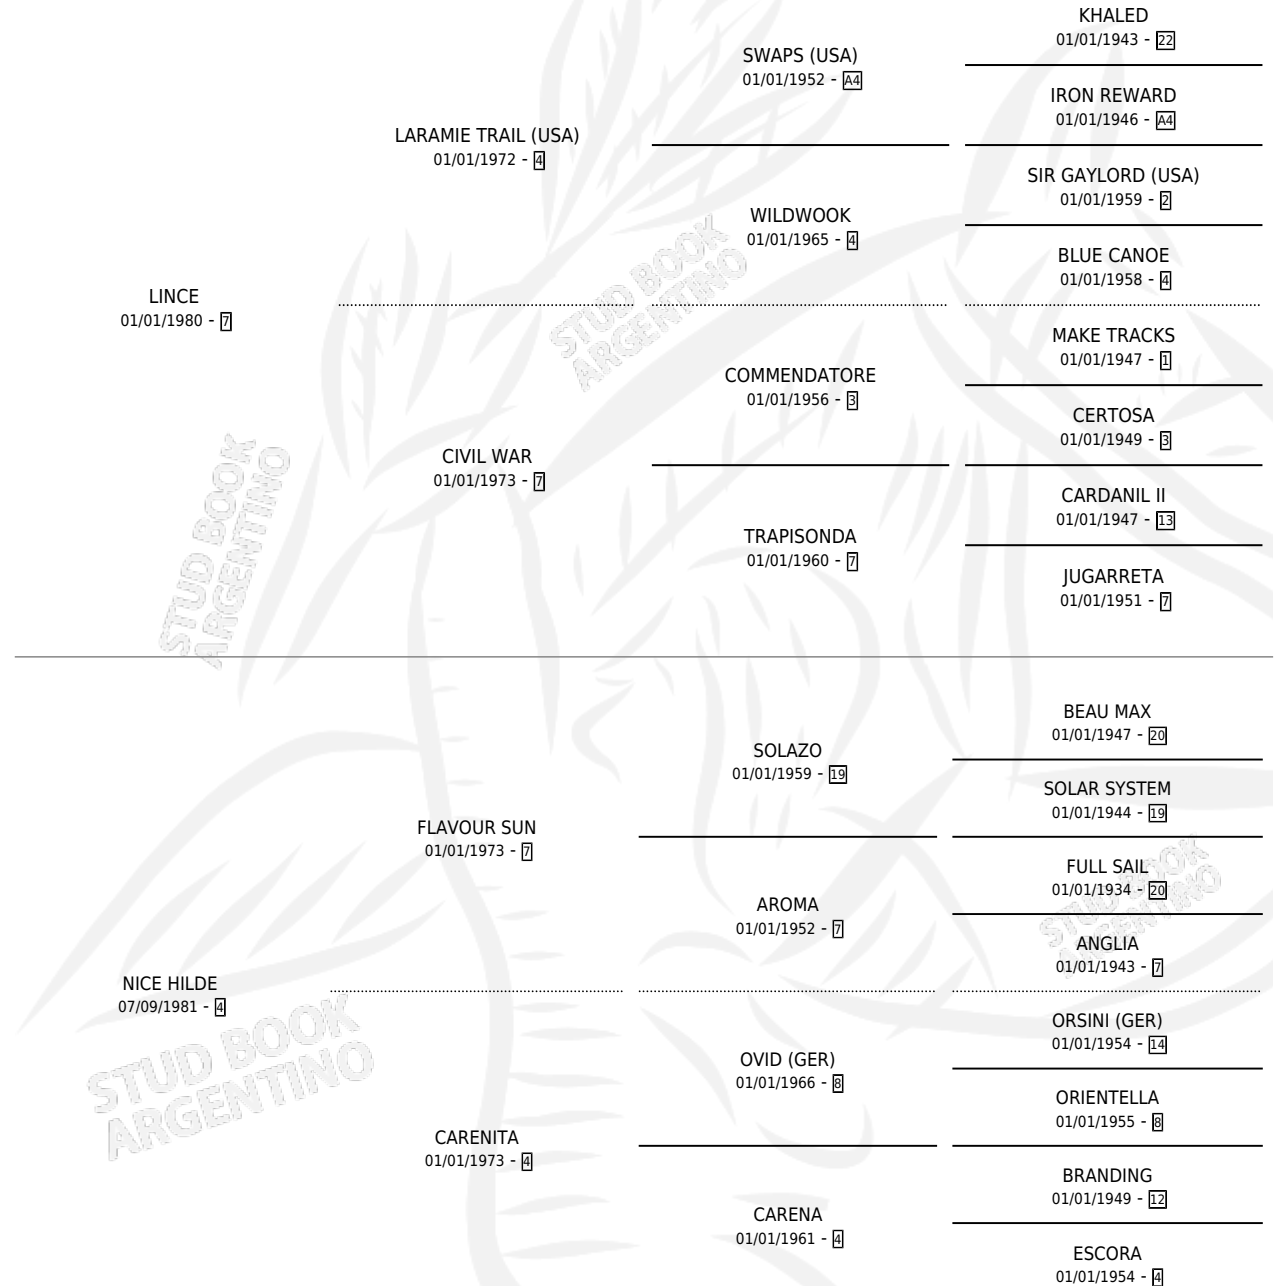 KHALED
01/01/1943 - 22
SWAPS (USA)
01/01/1952 - A4
IRON REWARD
01/01/1946 - A4
LARAMIE TRAIL (USA)
01/01/1972 - 4
SIR GAYLORD (USA)
01/01/1959 - 2
WILDWOOK
01/01/1965 - 4
BLUE CANOE
01/01/1958 - 4
LINCE
01/01/1980 - 7
MAKE TRACKS
01/01/1947 - 1
COMMENDATORE
01/01/1956 - 3
CERTOSA
01/01/1949 - 3
CIVIL WAR
01/01/1973 - 7
CARDANIL II
01/01/1947 - 13
TRAPISONDA
01/01/1960 - 7
JUGARRETA
01/01/1951 - 7
BEAU MAX
01/01/1947 - 20
SOLAZO
01/01/1959 - 19
SOLAR SYSTEM
01/01/1944 - 19
FLAVOUR SUN
01/01/1973 - 7
FULL SAIL
01/01/1934 - 20
AROMA
01/01/1952 - 7
ANGLIA
01/01/1943 - 7
NICE HILDE
07/09/1981 - 4
ORSINI (GER)
01/01/1954 - 14
OVID (GER)
01/01/1966 - 8
ORIENTELLA
01/01/1955 - 8
CARENITA
01/01/1973 - 4
BRANDING
01/01/1949 - 12
CARENA
01/01/1961 - 4
ESCORA
01/01/1954 - 4
STUD BOOK
ARGENTINO
STUD BOOK
ARGENTINO
STUD BOOK
ARGENTINO
STUD BOOK
ARGENTINO